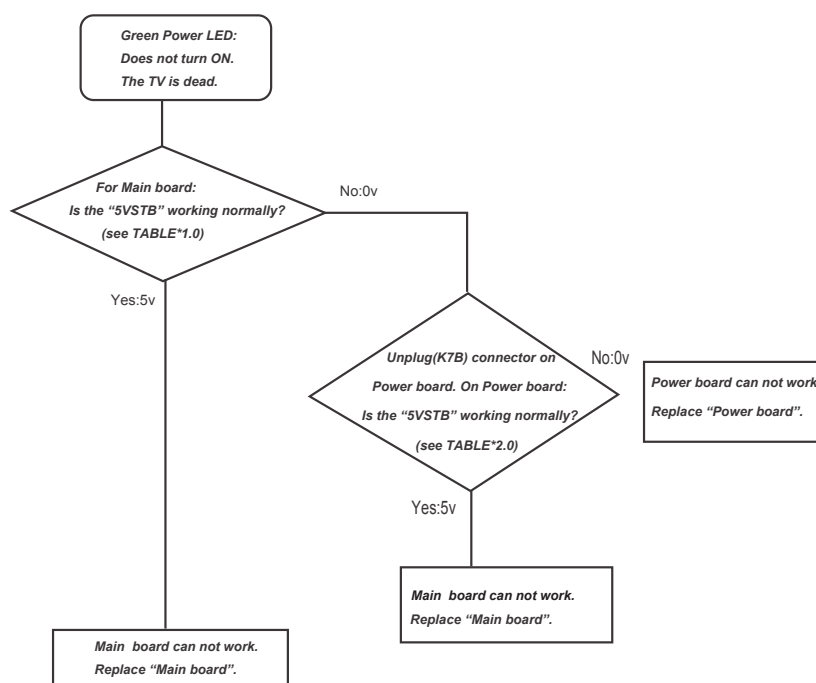 Green Power LED:
Does not turn ON.
The TV is dead.
For Main board:
Is the “5VSTB” working normally?
(see TABLE*1.0)
No:0v
Yes:5v
Unplug(K7B) connector on
Power board. On Power board:
Is the “5VSTB” working normally?
(see TABLE*2.0)
No:0v
Power board can not work
Replace “Power board”.
Yes:5v
Main board can not work.
Replace “Main board”.
Main board can not work.
Replace “Main board”.